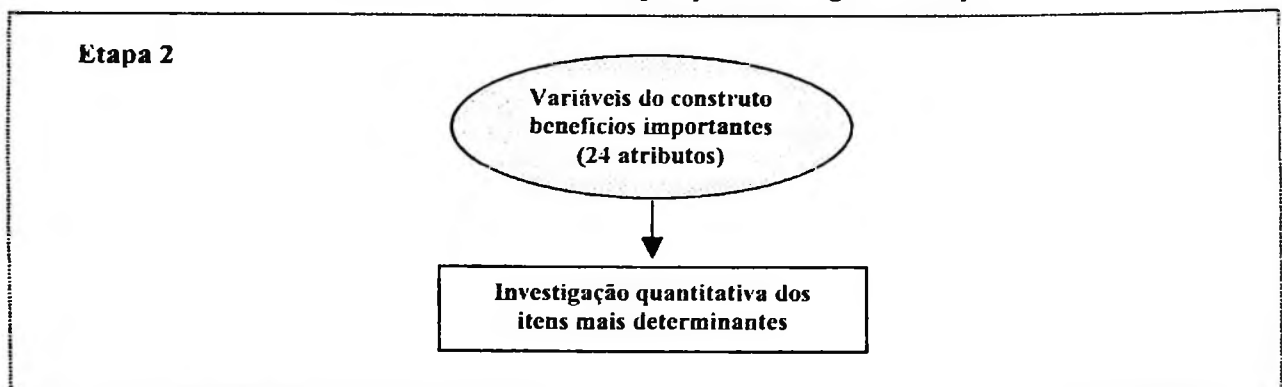 Etapa 2
Variáveis do construto
benefícios importantes
(24 atributos)
Investigação quantitativa dos
itens mais determinantes